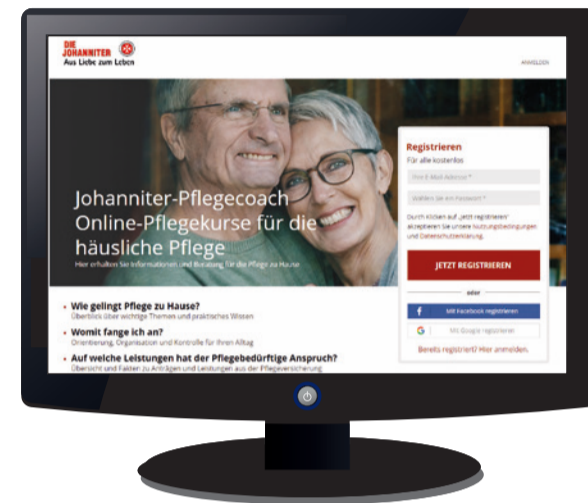 DIE
JOHANNITER
Aus Liebe zum Leben
ANMELDEN
Johanniter-Pflegecoach
Online-Pflegekurse für die
häusliche Pflege
Hier erhalten Sie Informationen und Beratung für die Pflege zu Hause
Registrieren
Für alle kostenlos
Ihre E-Mail-Adresse *
Wählen Sie ein Passwort *
Durch Klicken auf „Jetzt registrieren“
akzeptieren Sie unsere Nutzungsbedingungen
und Datenschutzerklärung.
JETZT REGISTRIEREN
oder
f Mit Facebook registrieren
G Mit Google registrieren
Bereits registriert? Hier anmelden.
• Wie gelingt Pflege zu Hause?
Überblick über wichtige Themen und praktisches Wissen
• Womit fange ich an?
Orientierung, Organisation und Kontrolle für Ihren Alltag
• Auf welche Leistungen hat der Pflegebedürftige Anspruch?
Übersicht und Fakten zu Anträgen und Leistungen aus der Pflegeversicherung